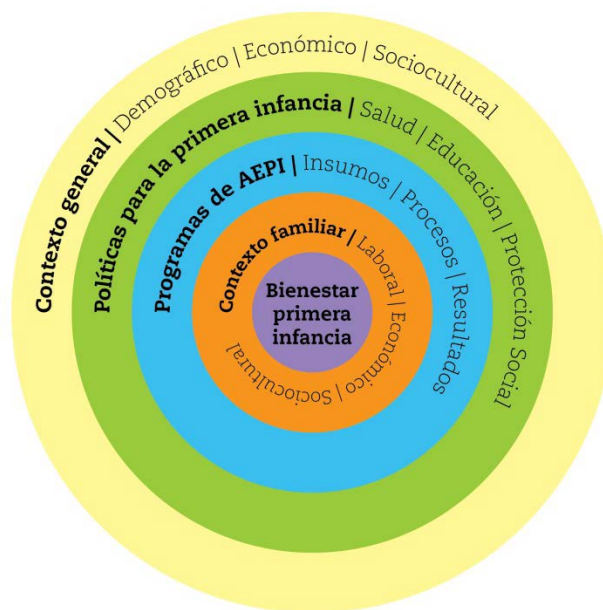 Contexto general | Demográfico | Económico | Sociocultural
Políticas para la primera infancia | Salud | Educación | Protección Social
Programas de AEPI | Insumos | Procesos | Resultados
Contexto familiar | Laboral | Económico | Sociocultural
Bienestar
primera
infancia